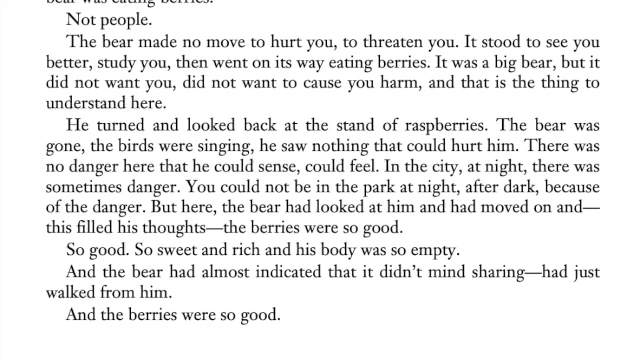 bear was eating berries.
Not people.
The bear made no move to hurt you, to threaten you. It stood to see you
better, study you, then went on its way eating berries. It was a big bear, but it
did not want you, did not want to cause you harm, and that is the thing to
understand here.
He turned and looked back at the stand of raspberries. The bear was
gone, the birds were singing, he saw nothing that could hurt him. There was
no danger here that he could sense, could feel. In the city, at night, there was
sometimes danger. You could not be in the park at night, after dark, because
of the danger. But here, the bear had looked at him and had moved on and—
this filled his thoughts—the berries were so good.
So good. So sweet and rich and his body was so empty.
And the bear had almost indicated that it didn’t mind sharing—had just
walked from him.
And the berries were so good.